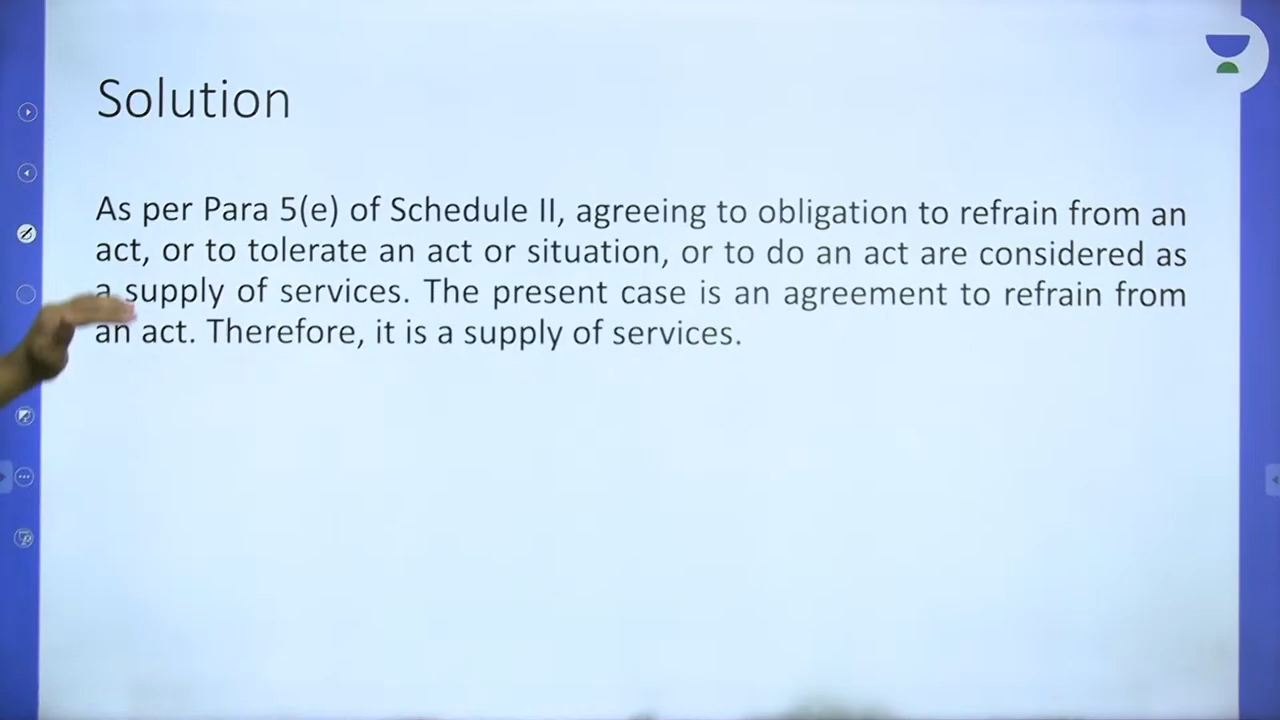 Solution
As per Para 5(e) of Schedule II, agreeing to obligation to refrain from an
act, or to tolerate an act or situation, or to do an act are considered as
a supply of services. The present case is an agreement to refrain from
an act. Therefore, it is a supply of services.